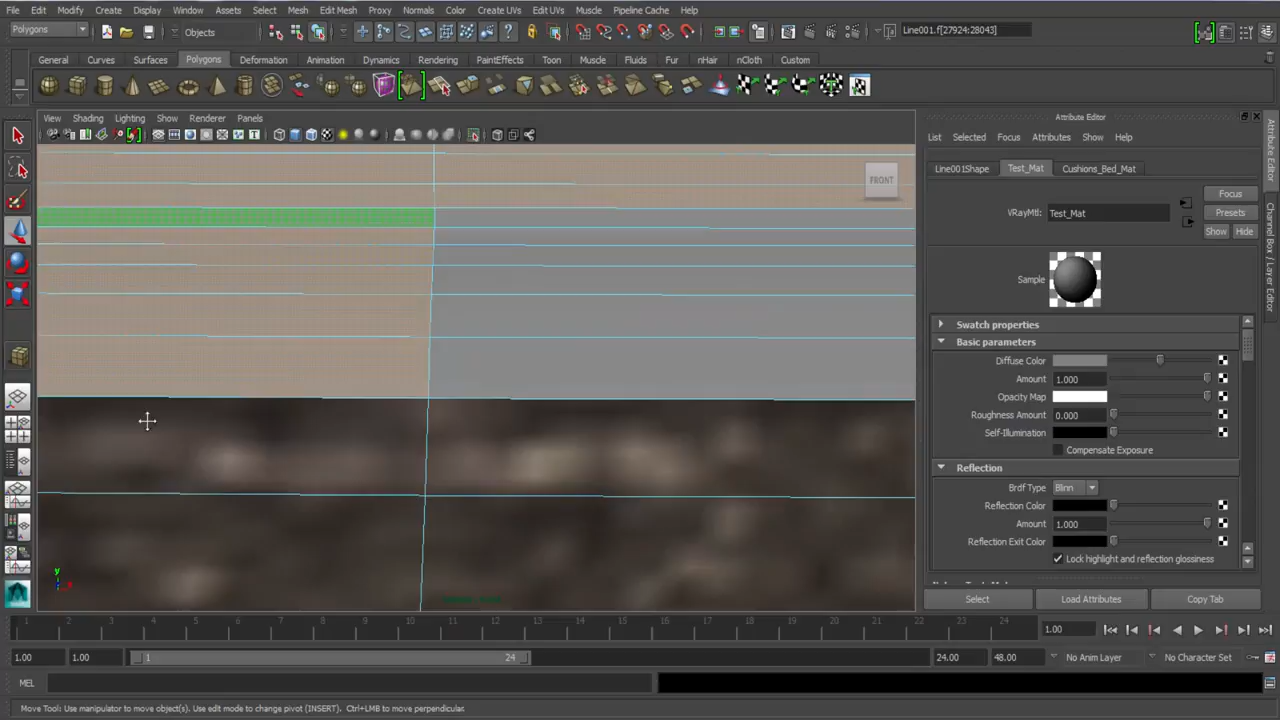 File Edit Modify Create Display Window Assets Select Mesh Edit Mesh Proxy Normals Color Create UVs Edit UVs Muscle Pipeline Cache Help
Polygons Objects Line001.f[27924:28043]
General Curves Surfaces Polygons Deformation Animation Dynamics Rendering PaintEffects Toon Muscle Fluids Fur nHair nCloth Custom
View Shading Lighting Show Renderer Panels
FRONT
y
Attribute Editor
List Selected Focus Attributes Show Help
Line001Shape Test_Mat Cushions_Bed_Mat
Focus
VRayMtl: Test_Mat Presets
Show Hide
Sample
Swatch properties
Basic parameters
Diffuse Color
Amount 1.000
Opacity Map
Roughness Amount 0.000
Self-Illumination
Compensate Exposure
Reflection
Brdf Type Blinn
Reflection Color
Amount 1.000
Reflection Exit Color
Lock highlight and reflection glossiness
Select Load Attributes Copy Tab
Attribute Editor
Channel Box / Layer Editor
1 2 3 4 5 6 7 8 9 10 11 12 13 14 15 16 17 18 19 20 21 22 23 24 1.00
1.00 1.00 1 24 24.00 48.00 No Anim Layer No Character Set
MEL
Move Tool: Use manipulator to move object(s). Use edit mode to change pivot (INSERT). Ctrl+LMB to move perpendicular.